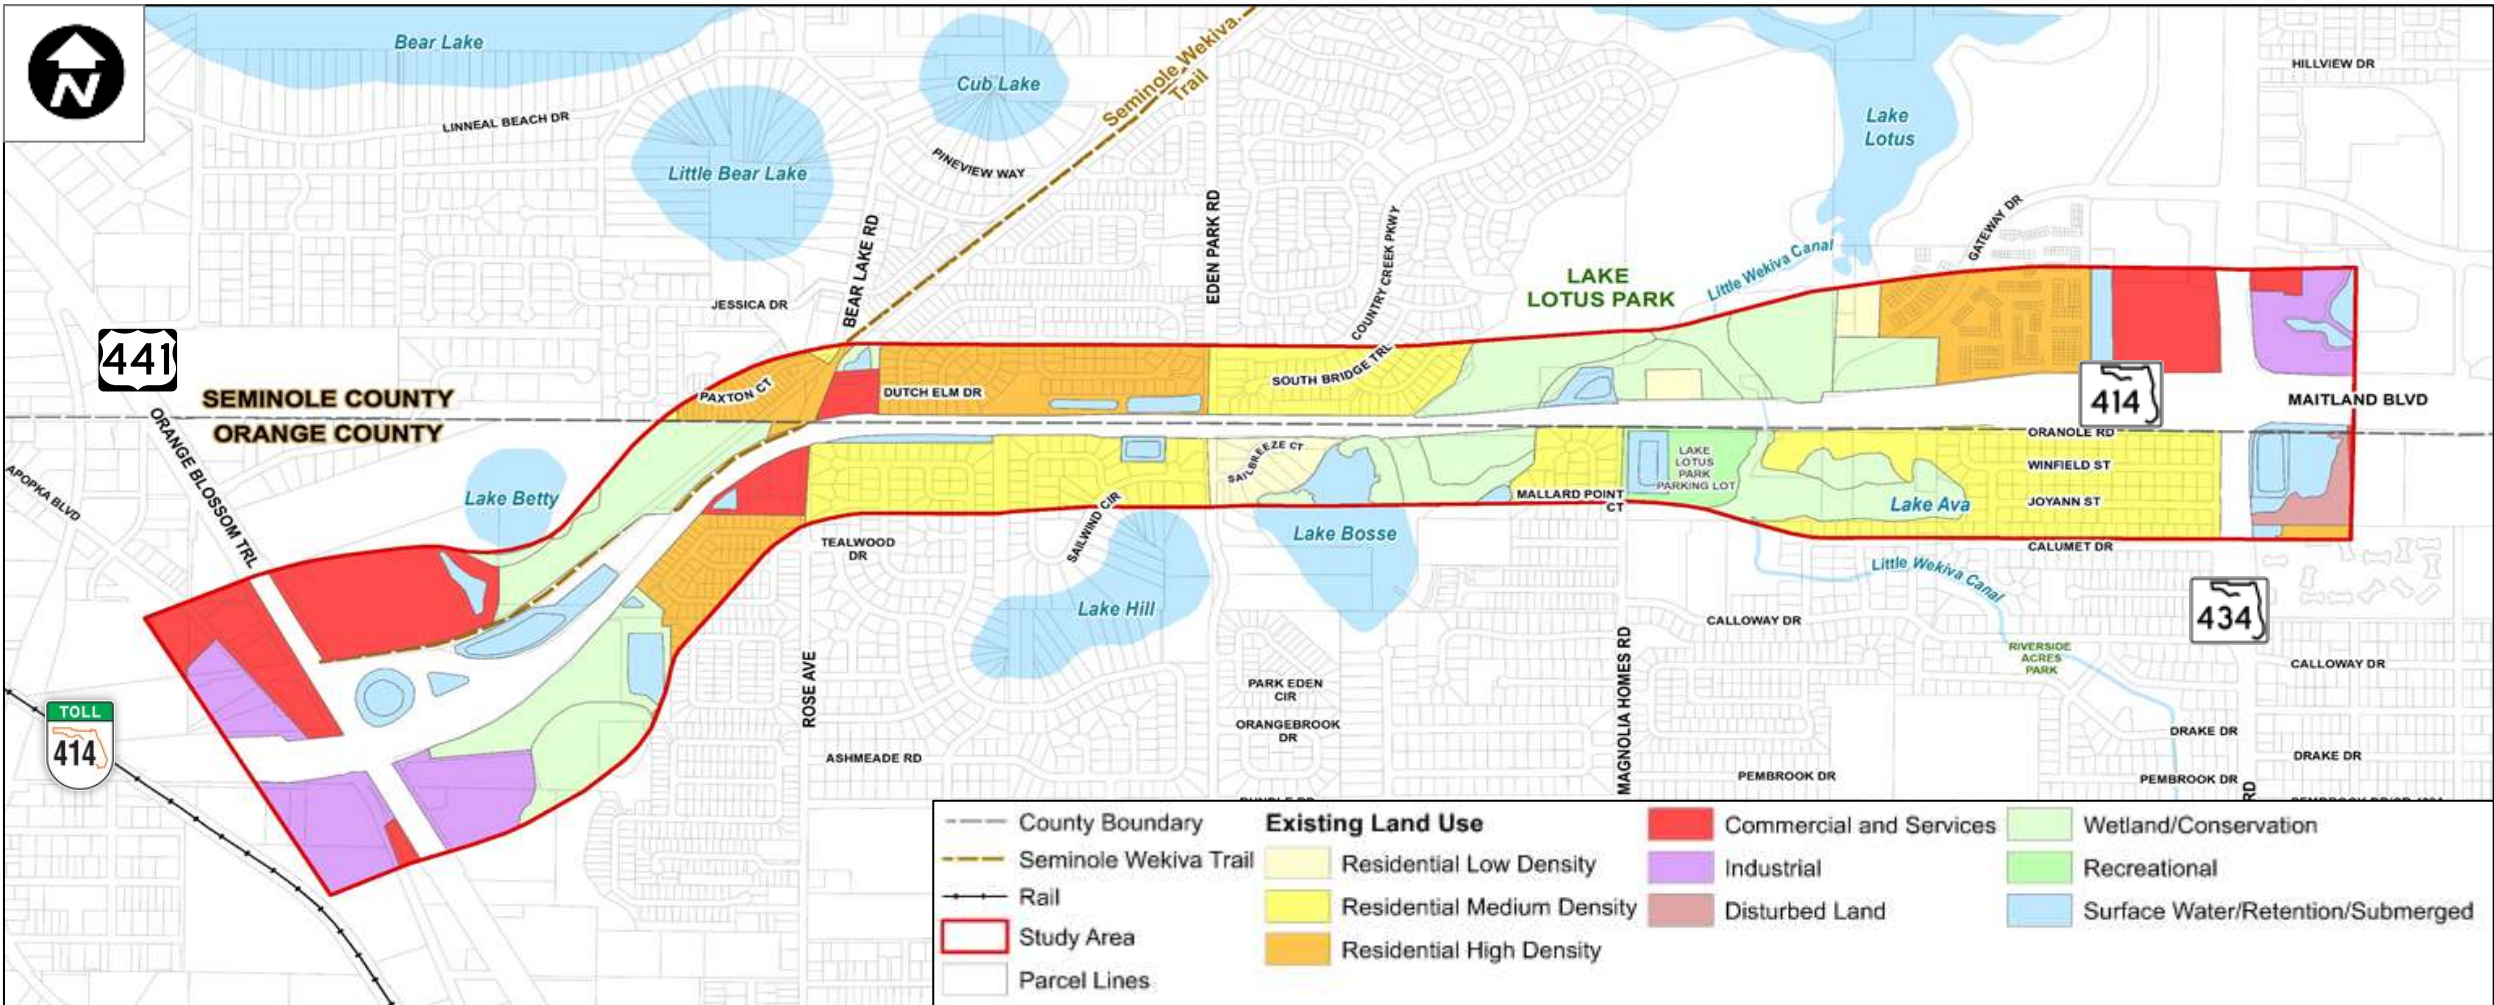 N
Bear Lake
LINNEAL BEACH DR
Little Bear Lake
Cub Lake
PINEVIEW WAY
Seminole Wekiva
Trail
Lake
Lotus
HILLVIEW DR
GATEWAY DR
Little Wekiva Canal
LAKE
LOTUS PARK
COUNTRY CREEK PKWY
EDEN PARK RD
BEAR LAKE RD
JESSICA DR
441
SEMINOLE COUNTY
ORANGE COUNTY
ORANGE BLOSSOM TRL
APOPKA BLVD
PAXTON CT
DUTCH ELM DR
SOUTH BRIDGE TRL
414
MAITLAND BLVD
ORANOLE RD
WINFIELD ST
JOYANN ST
CALUMET DR
Lake Ava
LAKE
LOTUS
PARK
PARKING LOT
MALLARD POINT
CT
SAILBREEZE CT
SAILWIND CIR
Lake Betty
TEALWOOD
DR
Lake Hill
Lake Bosse
Little Wekiva Canal
434
CALLOWAY DR
RIVERSIDE
ACRES
PARK
CALLOWAY DR
ROSE AVE
PARK EDEN
CIR
ORANGEBROOK
DR
MAGNOLIA HOMES RD
ASHMEADE RD
DRAKE DR
DRAKE DR
PEMBROOK DR
PEMBROOK DR
RD
TOLL
414
County Boundary
Seminole Wekiva Trail
Rail
Study Area
Parcel Lines
Existing Land Use
Residential Low Density
Residential Medium Density
Residential High Density
Commercial and Services
Industrial
Disturbed Land
Wetland/Conservation
Recreational
Surface Water/Retention/Submerged